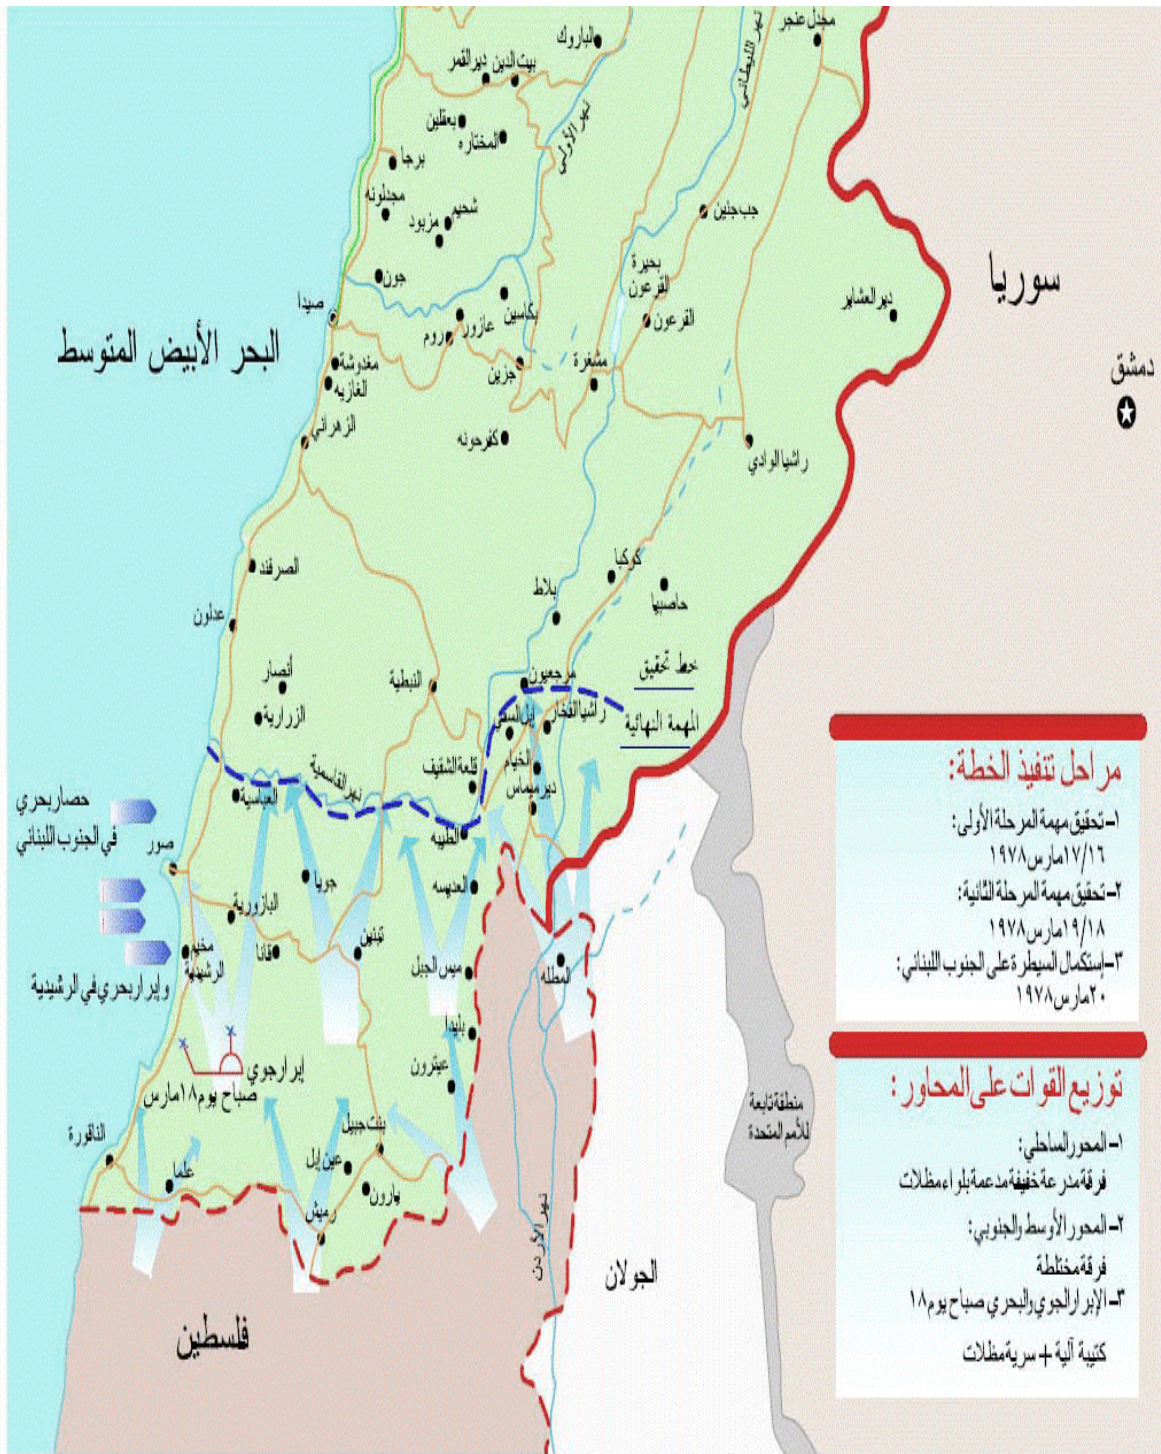 مجدل عنجر
الباروك
نهر الليطاني
بيت الدين
دير القمر
نهر الأولي
بعقلين
المختاره
برجا
مجدلونه
شحيم
مزبود
جب جنين
جون
بحيرة
القرعون
سوريا
صيدا
بكاسين
عازور
روم
القرعون
دير العشاير
البحر الأبيض المتوسط
مغدوشة
الغازيه
جزين
مشغرة
دمشق
الزهراني
كفرحونه
راشيا الوادي
الصرفند
كوكبا
حاصبيا
بلاط
عدلون
أنصار
الزرارية
النبطية
مرجعيون
خط تحقيق
المهمة النهائية
راشيا الفخار
إبل السقي
الخيام
قلعة الشقيف
دير ميماس
نهر القاسمية
العباسية
حصار بحري
في الجنوب اللبناني
الطيبه
صور
جويا
العديسه
البازورية
مخيم
الرشيدية
قانا
تبنين
ميس الجبل
المطله
و إبرار بحري في الرشيدية
بليدا
إبرار جوي
صباح يوم ١٨ مارس
عيترون
الناقورة
بنت جبيل
عين إبل
علما
يارون
رميش
منطقة تابعة
للأمم المتحدة
نهر الأردن
الجولان
فلسطين
مراحل تنفيذ الخطة:
١- تحقيق مهمة المرحلة الأولى:
١٧/١٦ مارس ١٩٧٨
٢- تحقيق مهمة المرحلة الثانية:
١٩/١٨ مارس ١٩٧٨
٣- إستكمال السيطرة على الجنوب اللبناني:
٢٠ مارس ١٩٧٨
توزيع القوات على المحاور:
١- المحور الساحلي:
فرقة مدرعة خفيفة مدعمة بلواء مظلات
٢- المحور الأوسط والجنوبي:
فرقة مختلطة
٣- الإبرار الجوي والبحري صباح يوم ١٨
كتيبة آلية + سرية مظلات